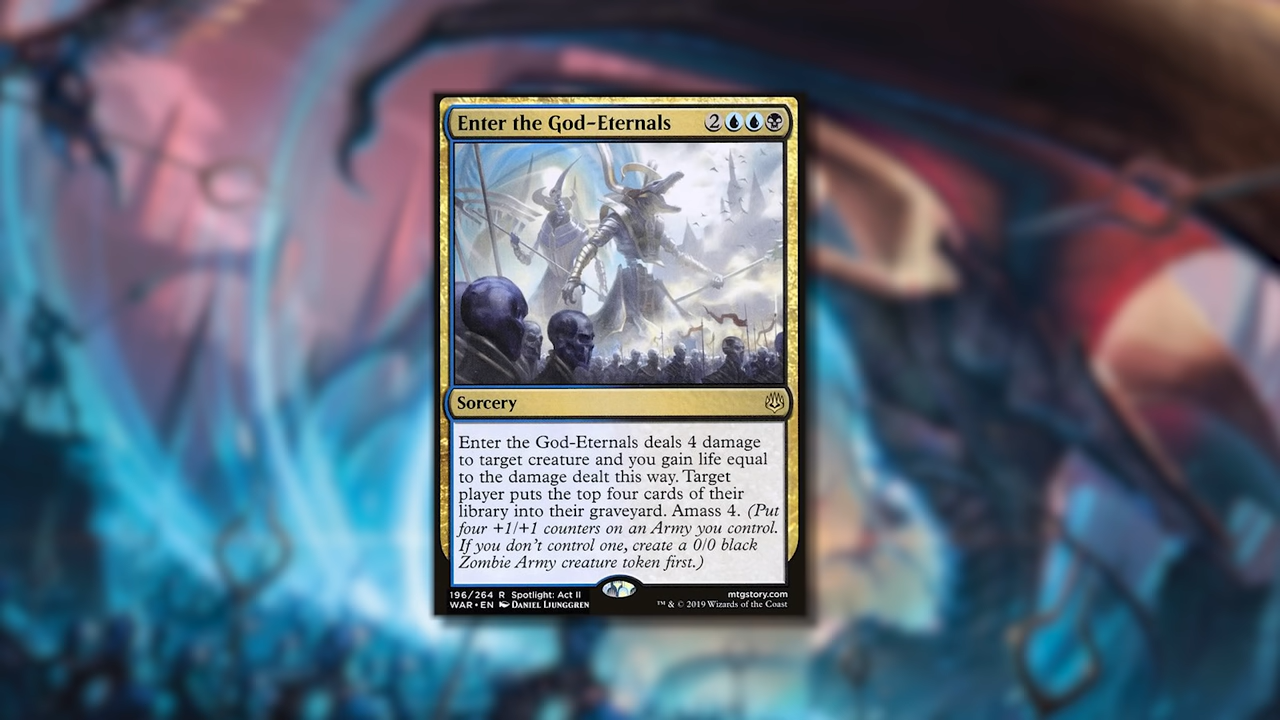 Enter the God-Eternals 2
Sorcery
Enter the God-Eternals deals 4 damage
to target creature and you gain life equal
to the damage dealt this way. Target
player puts the top four cards of their
library into their graveyard. Amass 4. (Put
four +1/+1 counters on an Army you control.
If you don't control one, create a 0/0 black
Zombie Army creature token first.)
196/264 R Spotlight: Act II mtgstory.com
WAR • EN Daniel Ljunggren ™ & © 2019 Wizards of the Coast